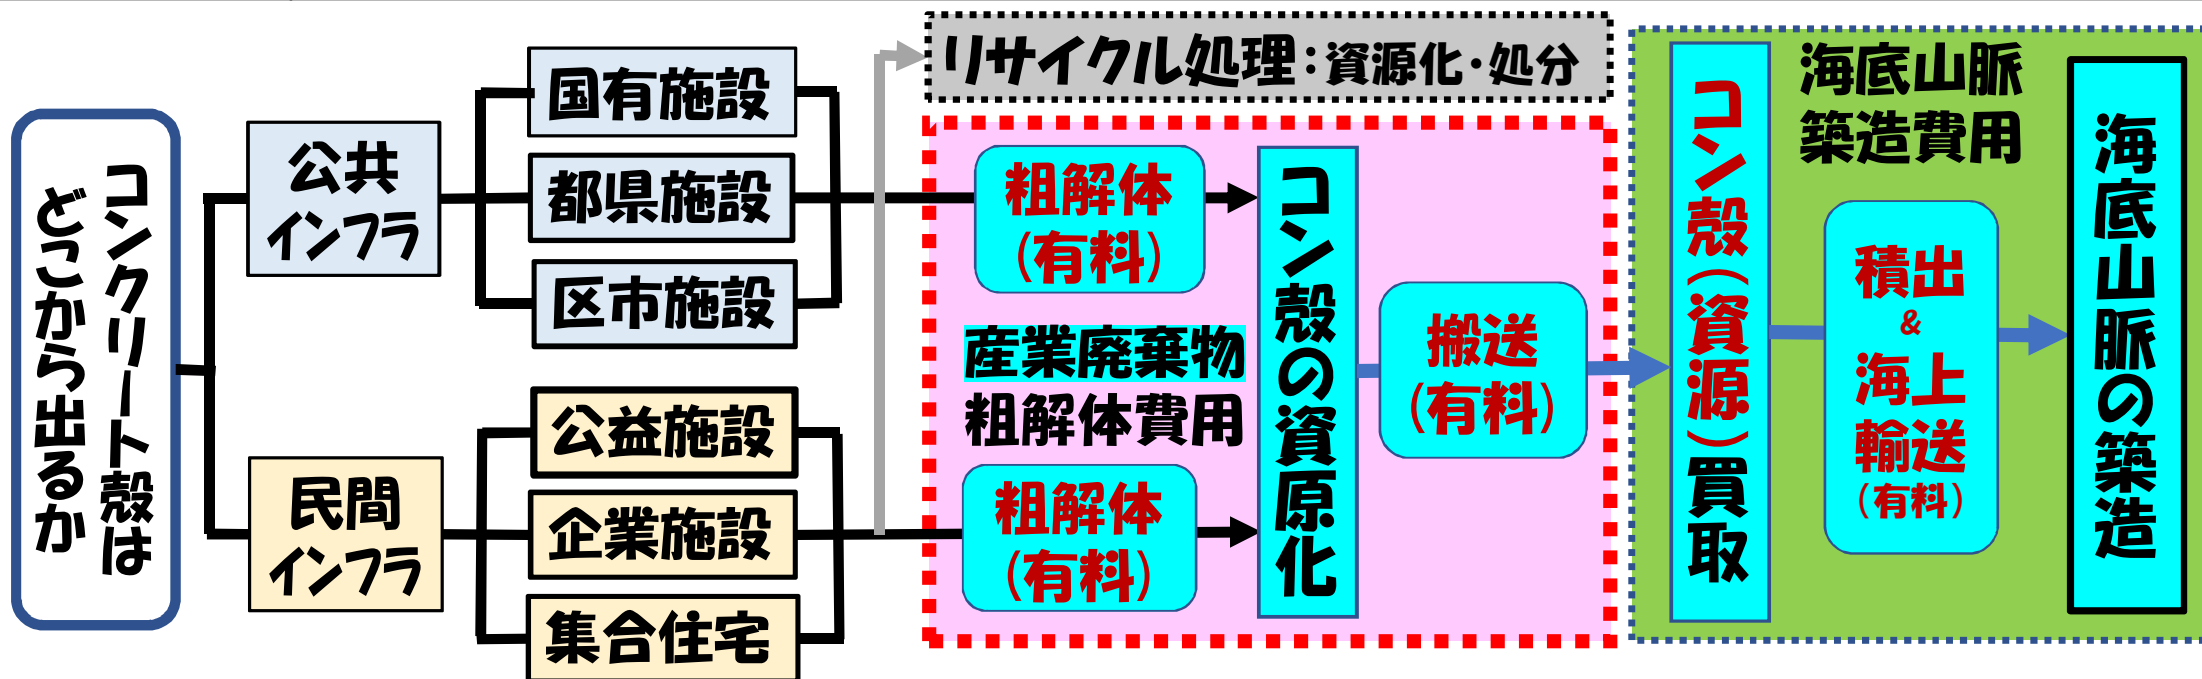 コンクリート殻は
どこから出るか
公共
インフラ
民間
インフラ
国有施設
都県施設
区市施設
公益施設
企業施設
集合住宅
リサイクル処理：資源化・処分
粗解体
(有料)
産業廃棄物
粗解体費用
粗解体
(有料)
コン殻の資原化
搬送
(有料)
コン殻(資源)買取
海底山脈
築造費用
積出
&
海上
輸送
(有料)
海底山脈の築造